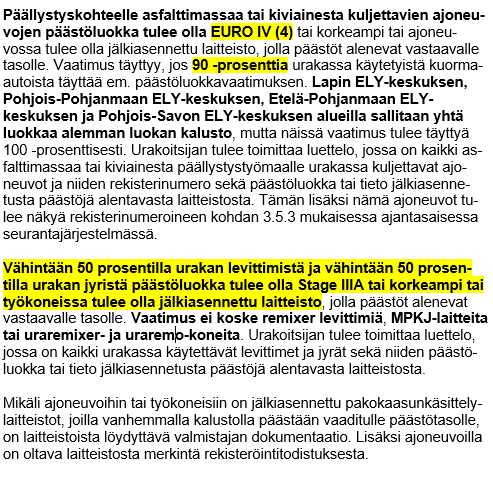 Päällystyskohteelle asfalttimassaa tai kiviainesta kuljettavien ajoneu-
vojen päästöluokka tulee olla EURO IV (4) tai korkeampi tai ajoneu-
vossa tulee olla jälkiasennettu laitteisto, jolla päästöt alenevat vastaavalle
tasolle. Vaatimus täyttyy, jos 90 -prosenttia urakassa käytetyistä kuorma-
autoista täyttää em. päästöluokkavaatimuksen. Lapin ELY-keskuksen,
Pohjois-Pohjanmaan ELY-keskuksen, Etelä-Pohjanmaan ELY-
keskuksen ja Pohjois-Savon ELY-keskuksen alueilla sallitaan yhtä
luokkaa alemman luokan kalusto, mutta näissä vaatimus tulee täyttyä
100 -prosenttisesti. Urakoitsijan tulee toimittaa luettelo, jossa on kaikki as-
falttimassaa tai kiviainesta päällystystyömaalle urakassa kuljettavat ajo-
neuvot ja niiden rekisterinumero sekä päästöluokka tai tieto jälkiasenne-
tusta päästöjä alentavasta laitteistosta. Tämän lisäksi nämä ajoneuvot tu-
lee näkyä rekisterinumeroineen kohdan 3.5.3 mukaisessa ajantasaisessa
seurantajärjestelmässä.
Vähintään 50 prosentilla urakan levittimistä ja vähintään 50 prosen-
tilla urakan jyristä päästöluokka tulee olla Stage IIIA tai korkeampi tai
työkoneissa tulee olla jälkiasennettu laitteisto, jolla päästöt alenevat
vastaavalle tasolle. Vaatimus ei koske remixer levittimiä, MPKJ-laitteita
tai uraremixer- ja uraremo-koneita. Urakoitsijan tulee toimittaa luettelo,
jossa on kaikki urakassa käytettävät levittimet ja jyrät sekä niiden päästö-
luokka tai tieto jälkiasennetusta päästöjä alentavasta laitteistosta.
Mikäli ajoneuvoihin tai työkoneisiin on jälkiasennettu pakokaasunkäsittely-
laitteistot, joilla vanhemmalla kalustolla päästään vaaditulle päästötasolle,
on laitteistoista löydyttävä valmistajan dokumentaatio. Lisäksi ajoneuvoilla
on oltava laitteistosta merkintä rekisteröintitodistuksesta.